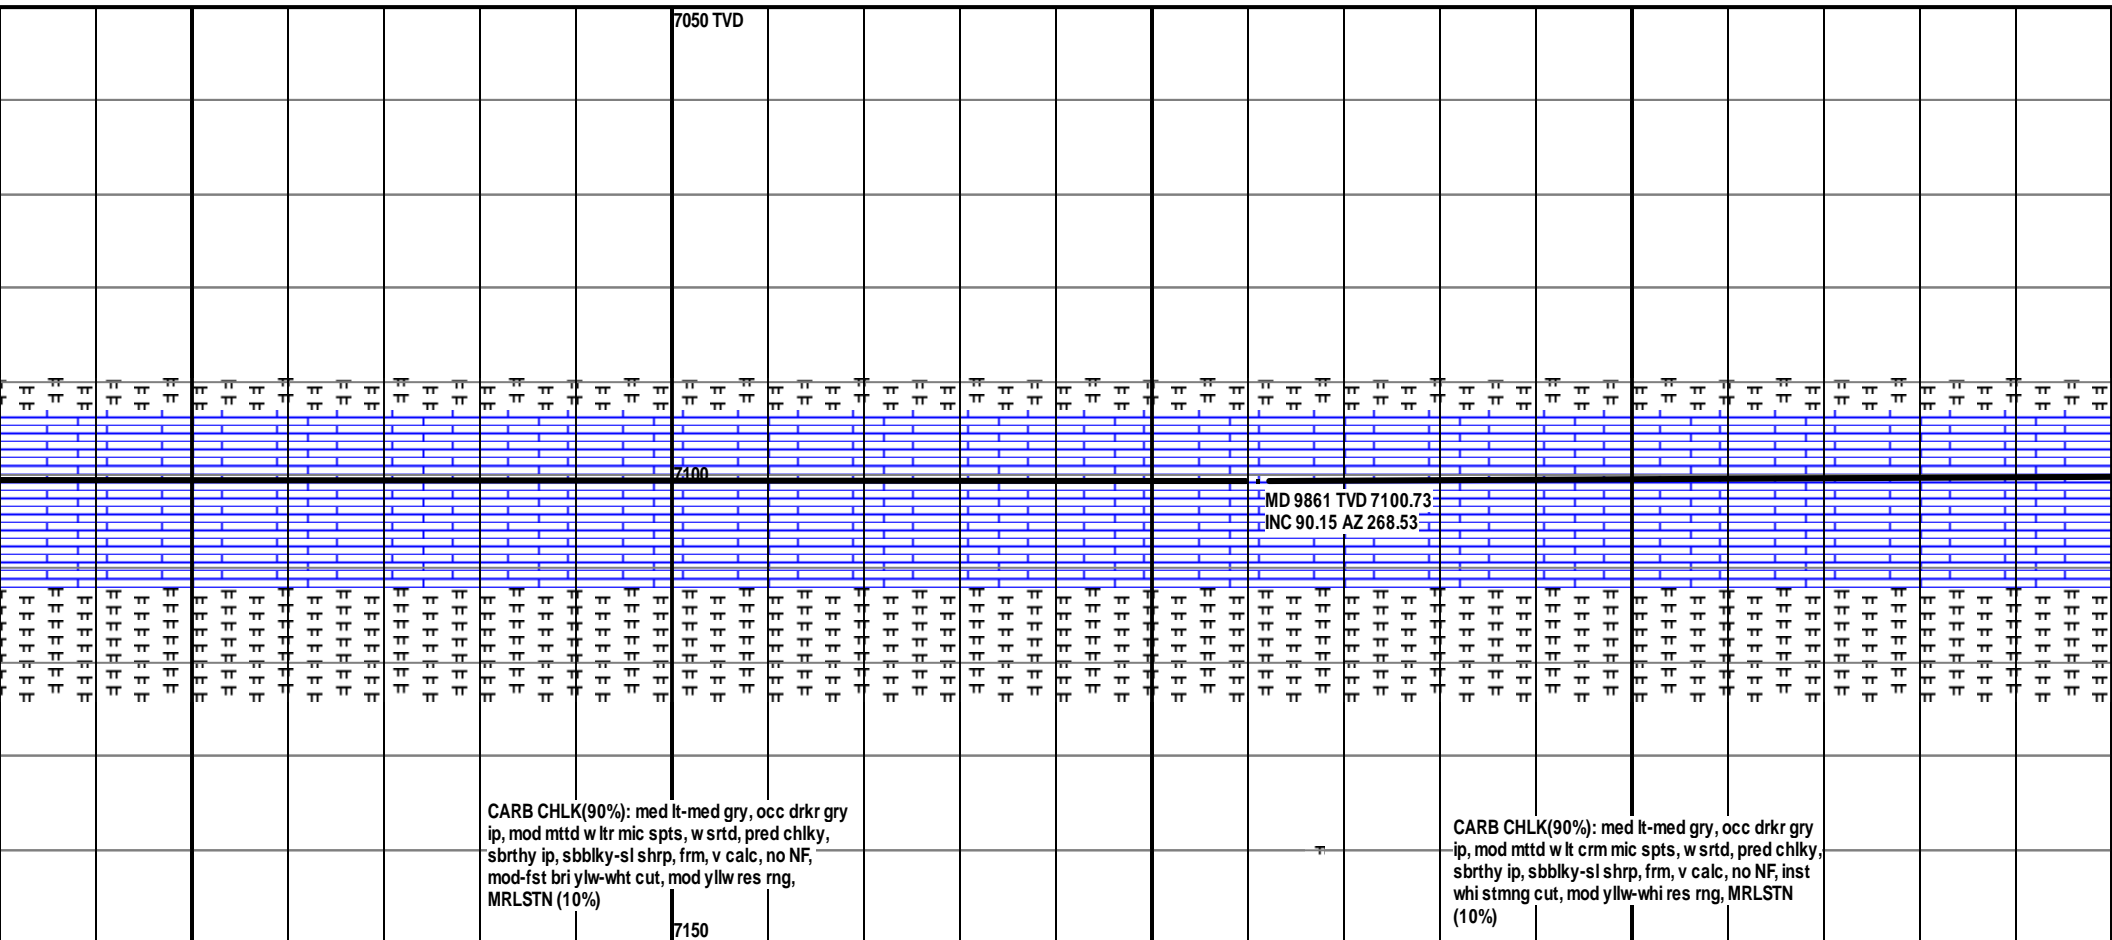 7050 TVD
7100
MD 9861 TVD 7100.73
INC 90.15 AZ 268.53
CARB CHLK(90%): med lt-med gry, occ drkr gry
ip, mod mttd w ltr mic spts, w srtd, pred chlky,
sbrthy ip, sbblky-sl shrp, frm, v calc, no NF,
mod-fst bri ylw-wht cut, mod yllw res rng,
MRLSTN (10%)
CARB CHLK(90%): med lt-med gry, occ drkr gry
ip, mod mttd w lt crm mic spts, w srtd, pred chlky,
sbrthy ip, sbblky-sl shrp, frm, v calc, no NF, inst
whi stmng cut, mod yllw-whi res rng, MRLSTN
(10%)
7150